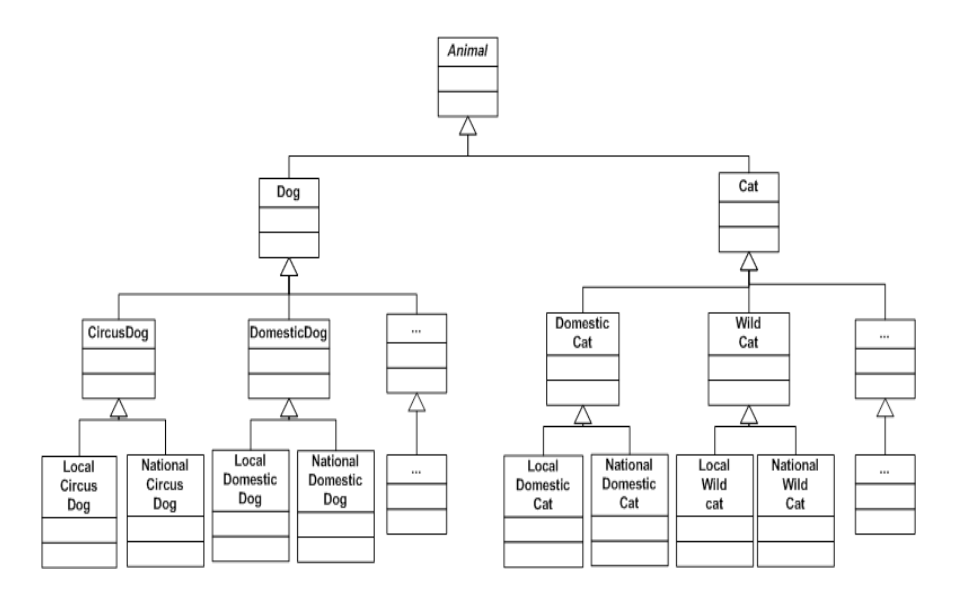 Animal
Dog
Cat
CircusDog
DomesticDog
...
Domestic
Cat
Wild
Cat
...
Local
Circus
Dog
National
Circus
Dog
Local
Domestic
Dog
National
Domestic
Dog
...
Local
Domestic
Cat
National
Domestic
Cat
Local
Wild
cat
National
Wild
Cat
...